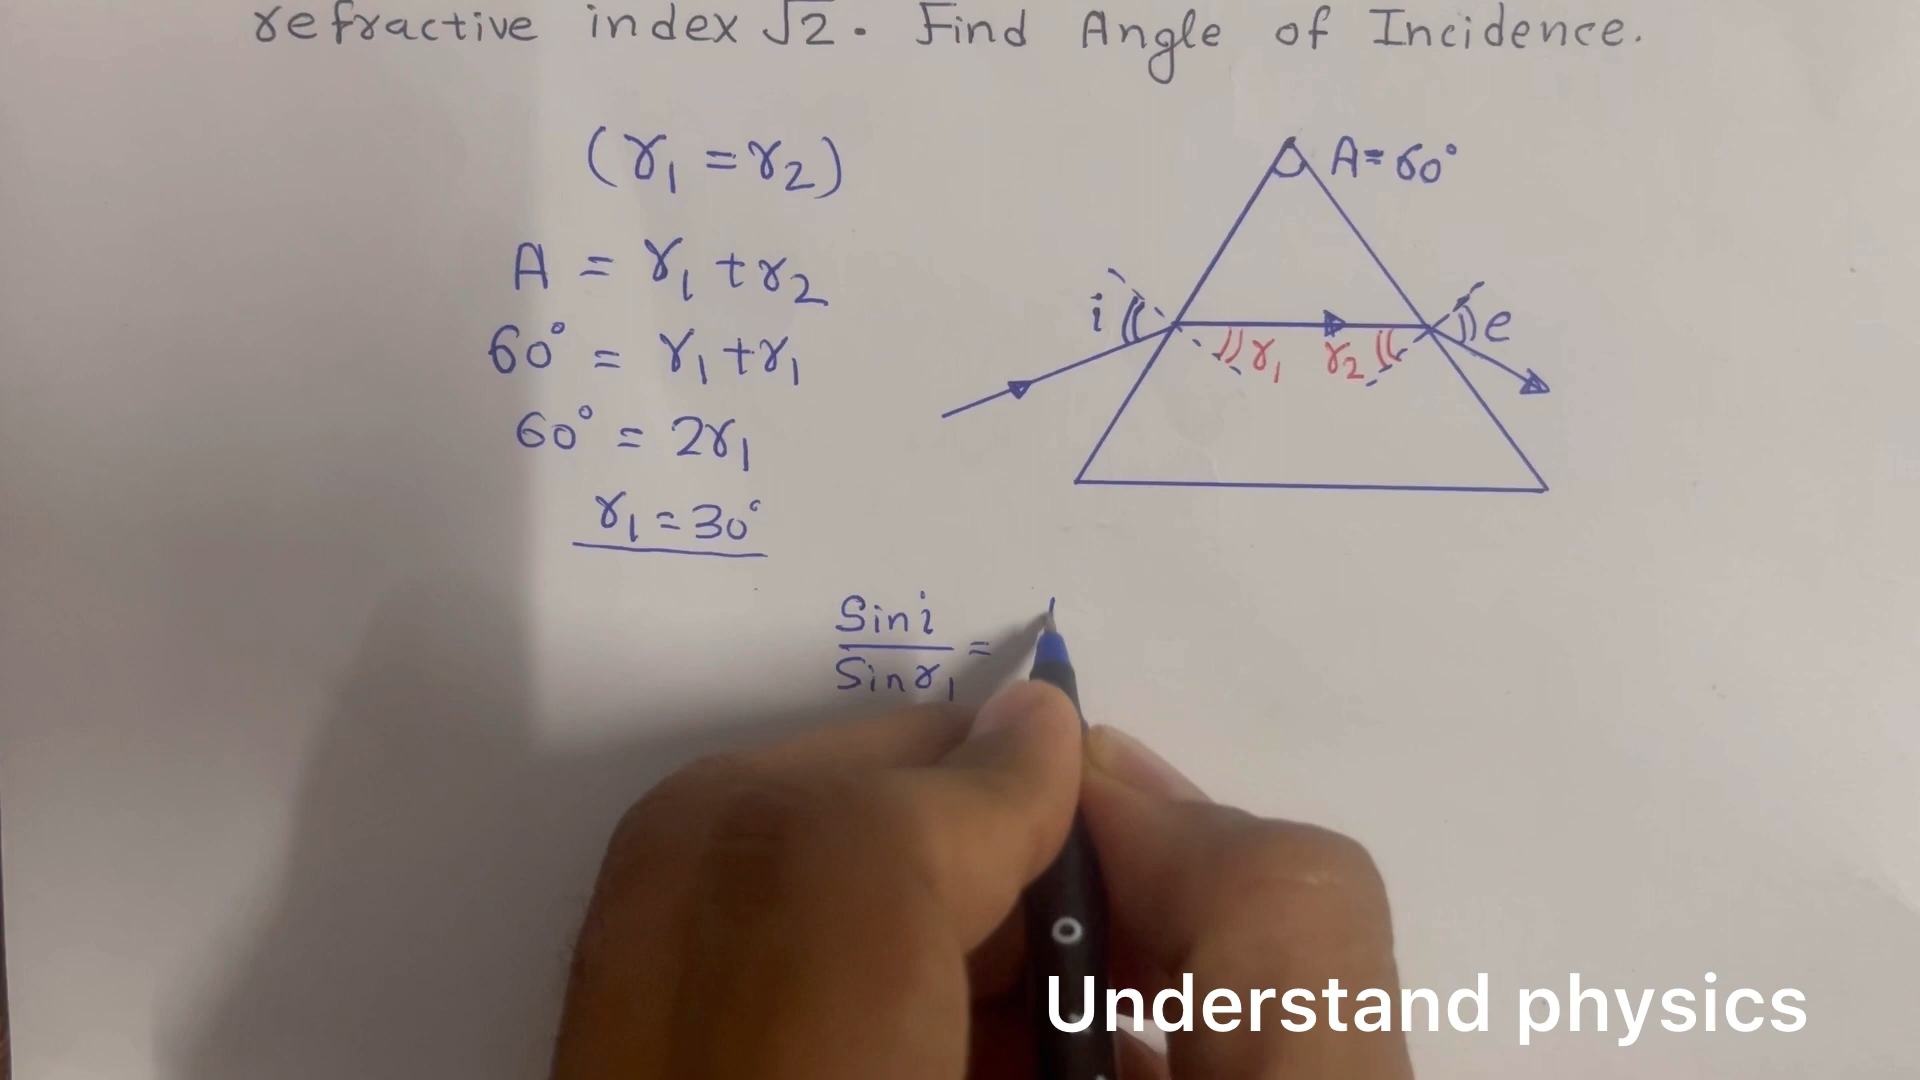 refractive index √2. Find Angle of Incidence.
(r₁ = r₂)
A = r₁ + r₂
60° = r₁ + r₁
60° = 2r₁
r₁ = 30°
A = 60°
i
r₁
r₂
e
Sin i
Sin r₁ =
Understand physics